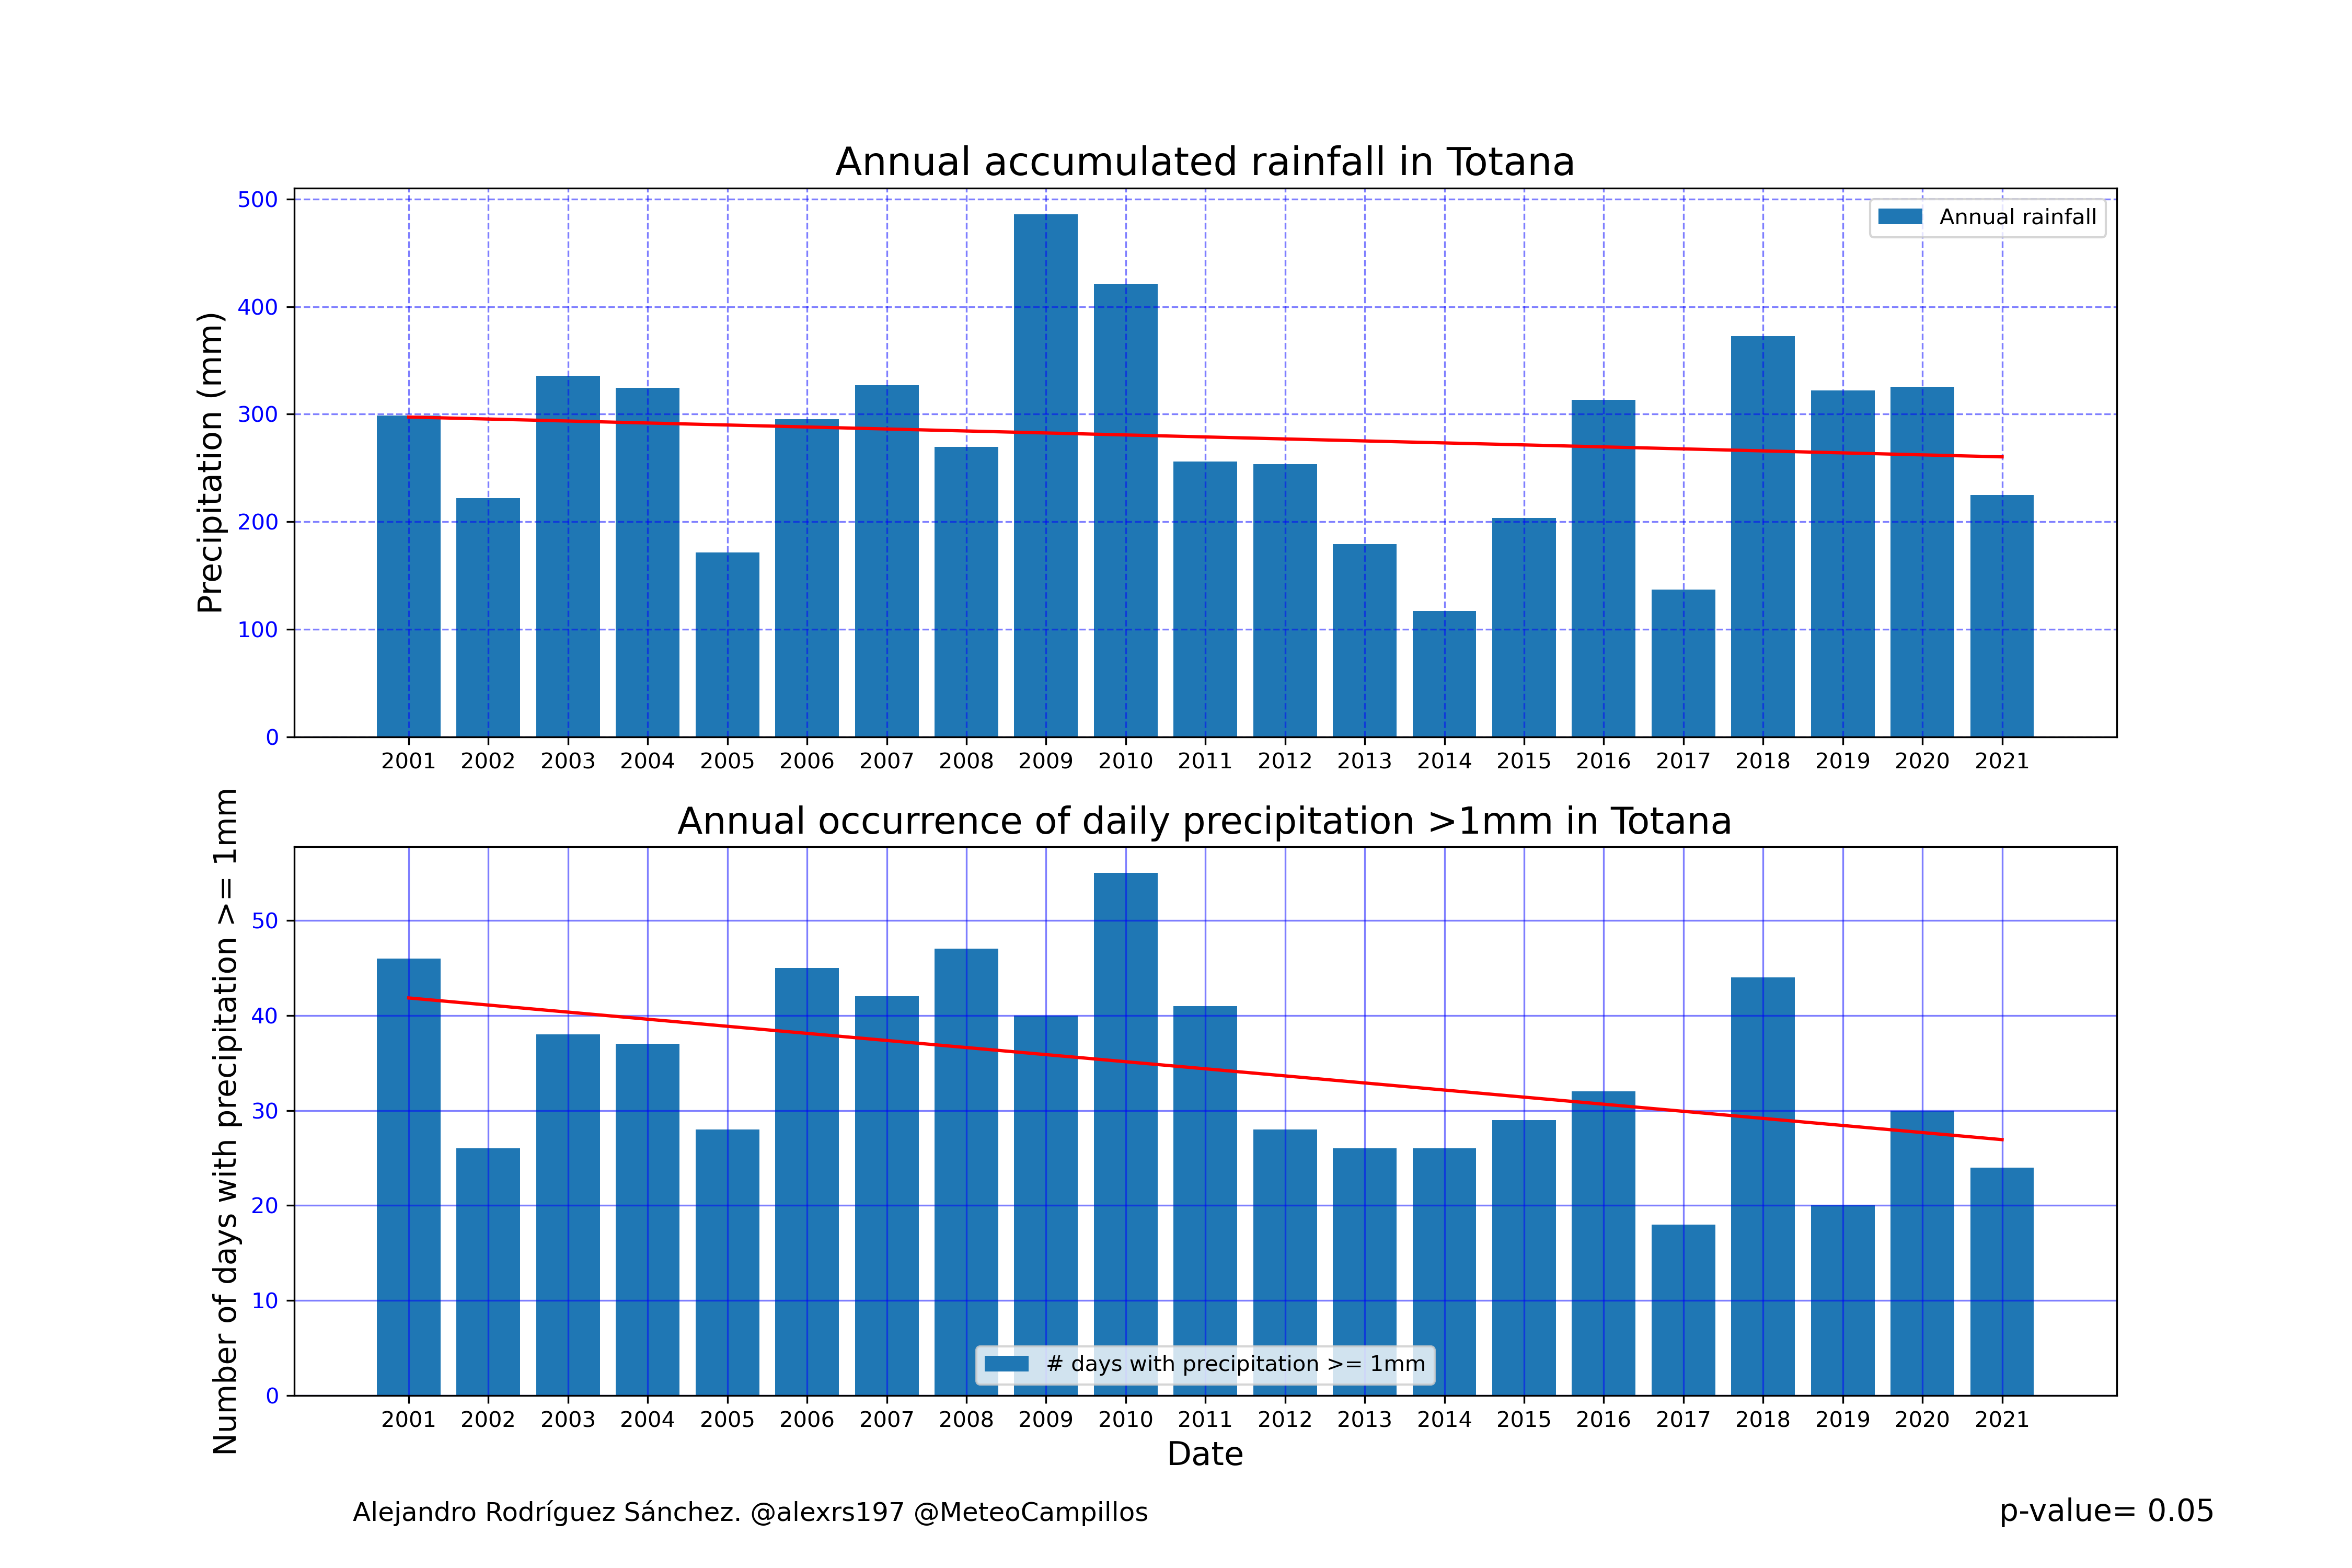 Annual accumulated rainfall in Totana
Precipitation (mm)
500
400
300
200
100
0
Annual rainfall
2001 2002 2003 2004 2005 2006 2007 2008 2009 2010 2011 2012 2013 2014 2015 2016 2017 2018 2019 2020 2021
Annual occurrence of daily precipitation >1mm in Totana
Number of days with precipitation >= 1mm
50
40
30
20
10
0
# days with precipitation >= 1mm
2001 2002 2003 2004 2005 2006 2007 2008 2009 2010 2011 2012 2013 2014 2015 2016 2017 2018 2019 2020 2021
Date
Alejandro Rodríguez Sánchez. @alexrs197 @MeteoCampillos
p-value= 0.05